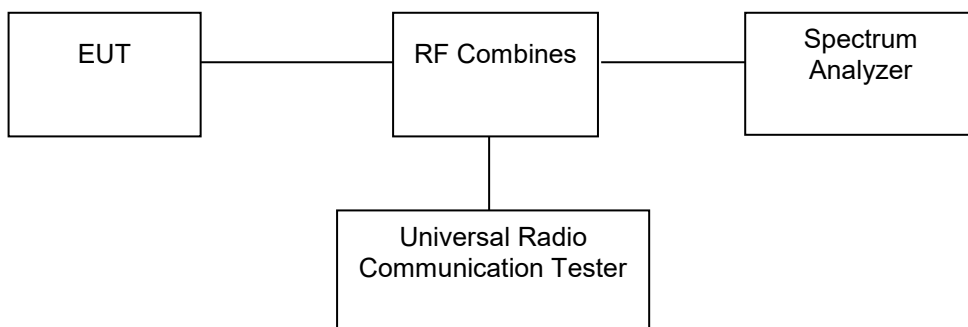 EUT
RF Combines
Spectrum
Analyzer
Universal Radio
Communication Tester